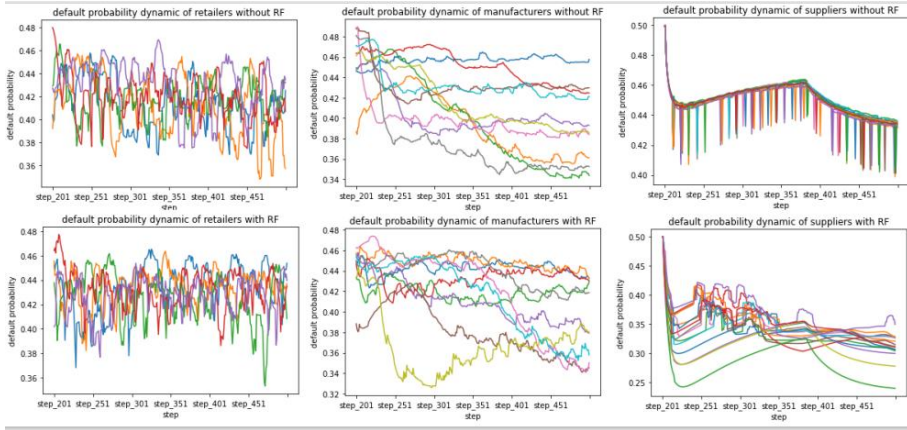 default probability dynamic of retailers without RF
default probability
0.48
0.46
0.44
0.42
0.40
0.38
0.36
step_201 step_251 step_301 step_351 step_401 step_451
step
default probability dynamic of manufacturers without RF
default probability
0.48
0.46
0.44
0.42
0.40
0.38
0.36
0.34
step_201 step_251 step_301 step_351 step_401 step_451
step
default probability dynamic of suppliers without RF
default probability
0.50
0.48
0.46
0.44
0.42
0.40
step_201 step_251 step_301 step_351 step_401 step_451
step
default probability dynamic of retailers with RF
default probability
0.48
0.46
0.44
0.42
0.40
0.38
0.36
step_201 step_251 step_301 step_351 step_401 step_451
step
default probability dynamic of manufacturers with RF
default probability
0.48
0.46
0.44
0.42
0.40
0.38
0.36
0.34
0.32
step_201 step_251 step_301 step_351 step_401 step_451
step
default probability dynamic of suppliers with RF
default probability
0.50
0.45
0.40
0.35
0.30
0.25
step_201 step_251 step_301 step_351 step_401 step_451
step